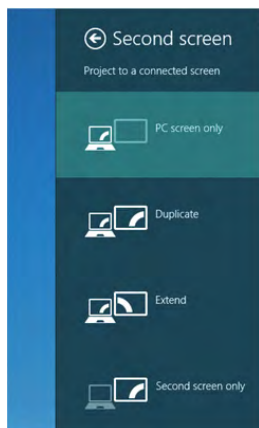 Second screen
Project to a connected screen
PC screen only
Duplicate
Extend
Second screen only